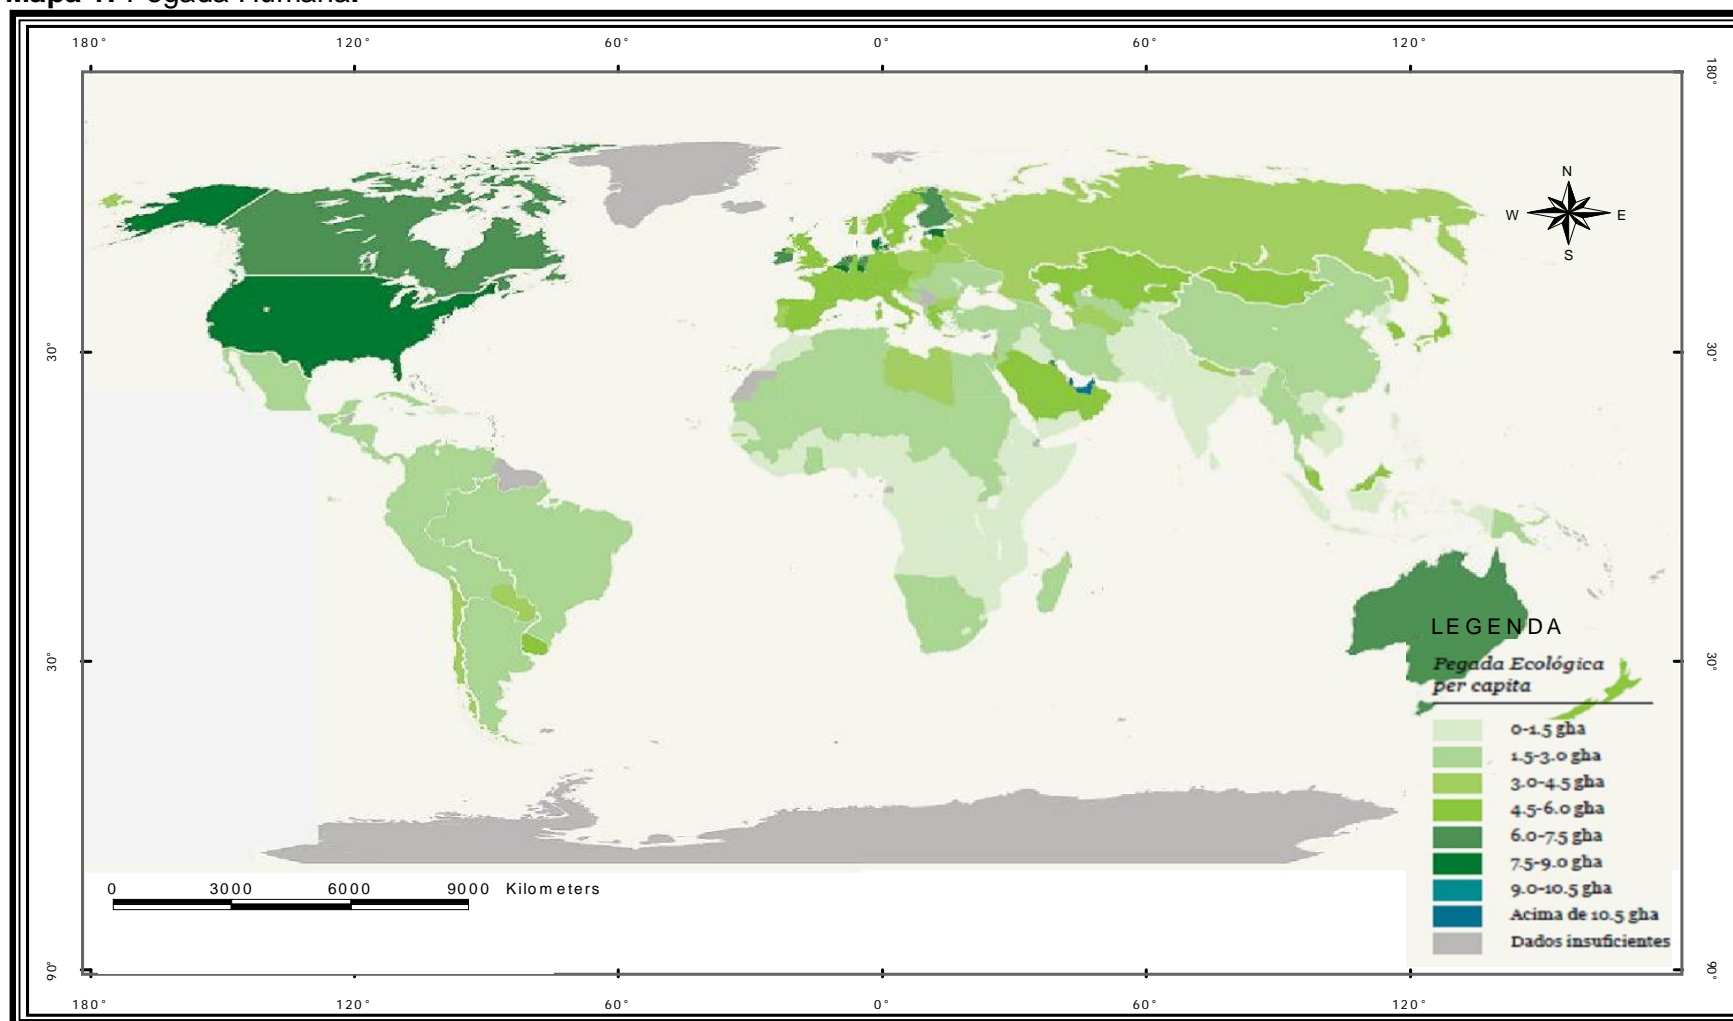 Mapa 1. Pegada Humana.
180° 120° 60° 0° 60° 120°
180°
N
W E
S
30° 30°
30° 30°
LEGENDA
Pegada Ecológica
per capita
0-1.5 gha
1.5-3.0 gha
3.0-4.5 gha
4.5-6.0 gha
6.0-7.5 gha
7.5-9.0 gha
9.0-10.5 gha
Acima de 10.5 gha
Dados insuficientes
0 3000 6000 9000 Kilometers
90° 90°
180° 120° 60° 0° 60° 120°